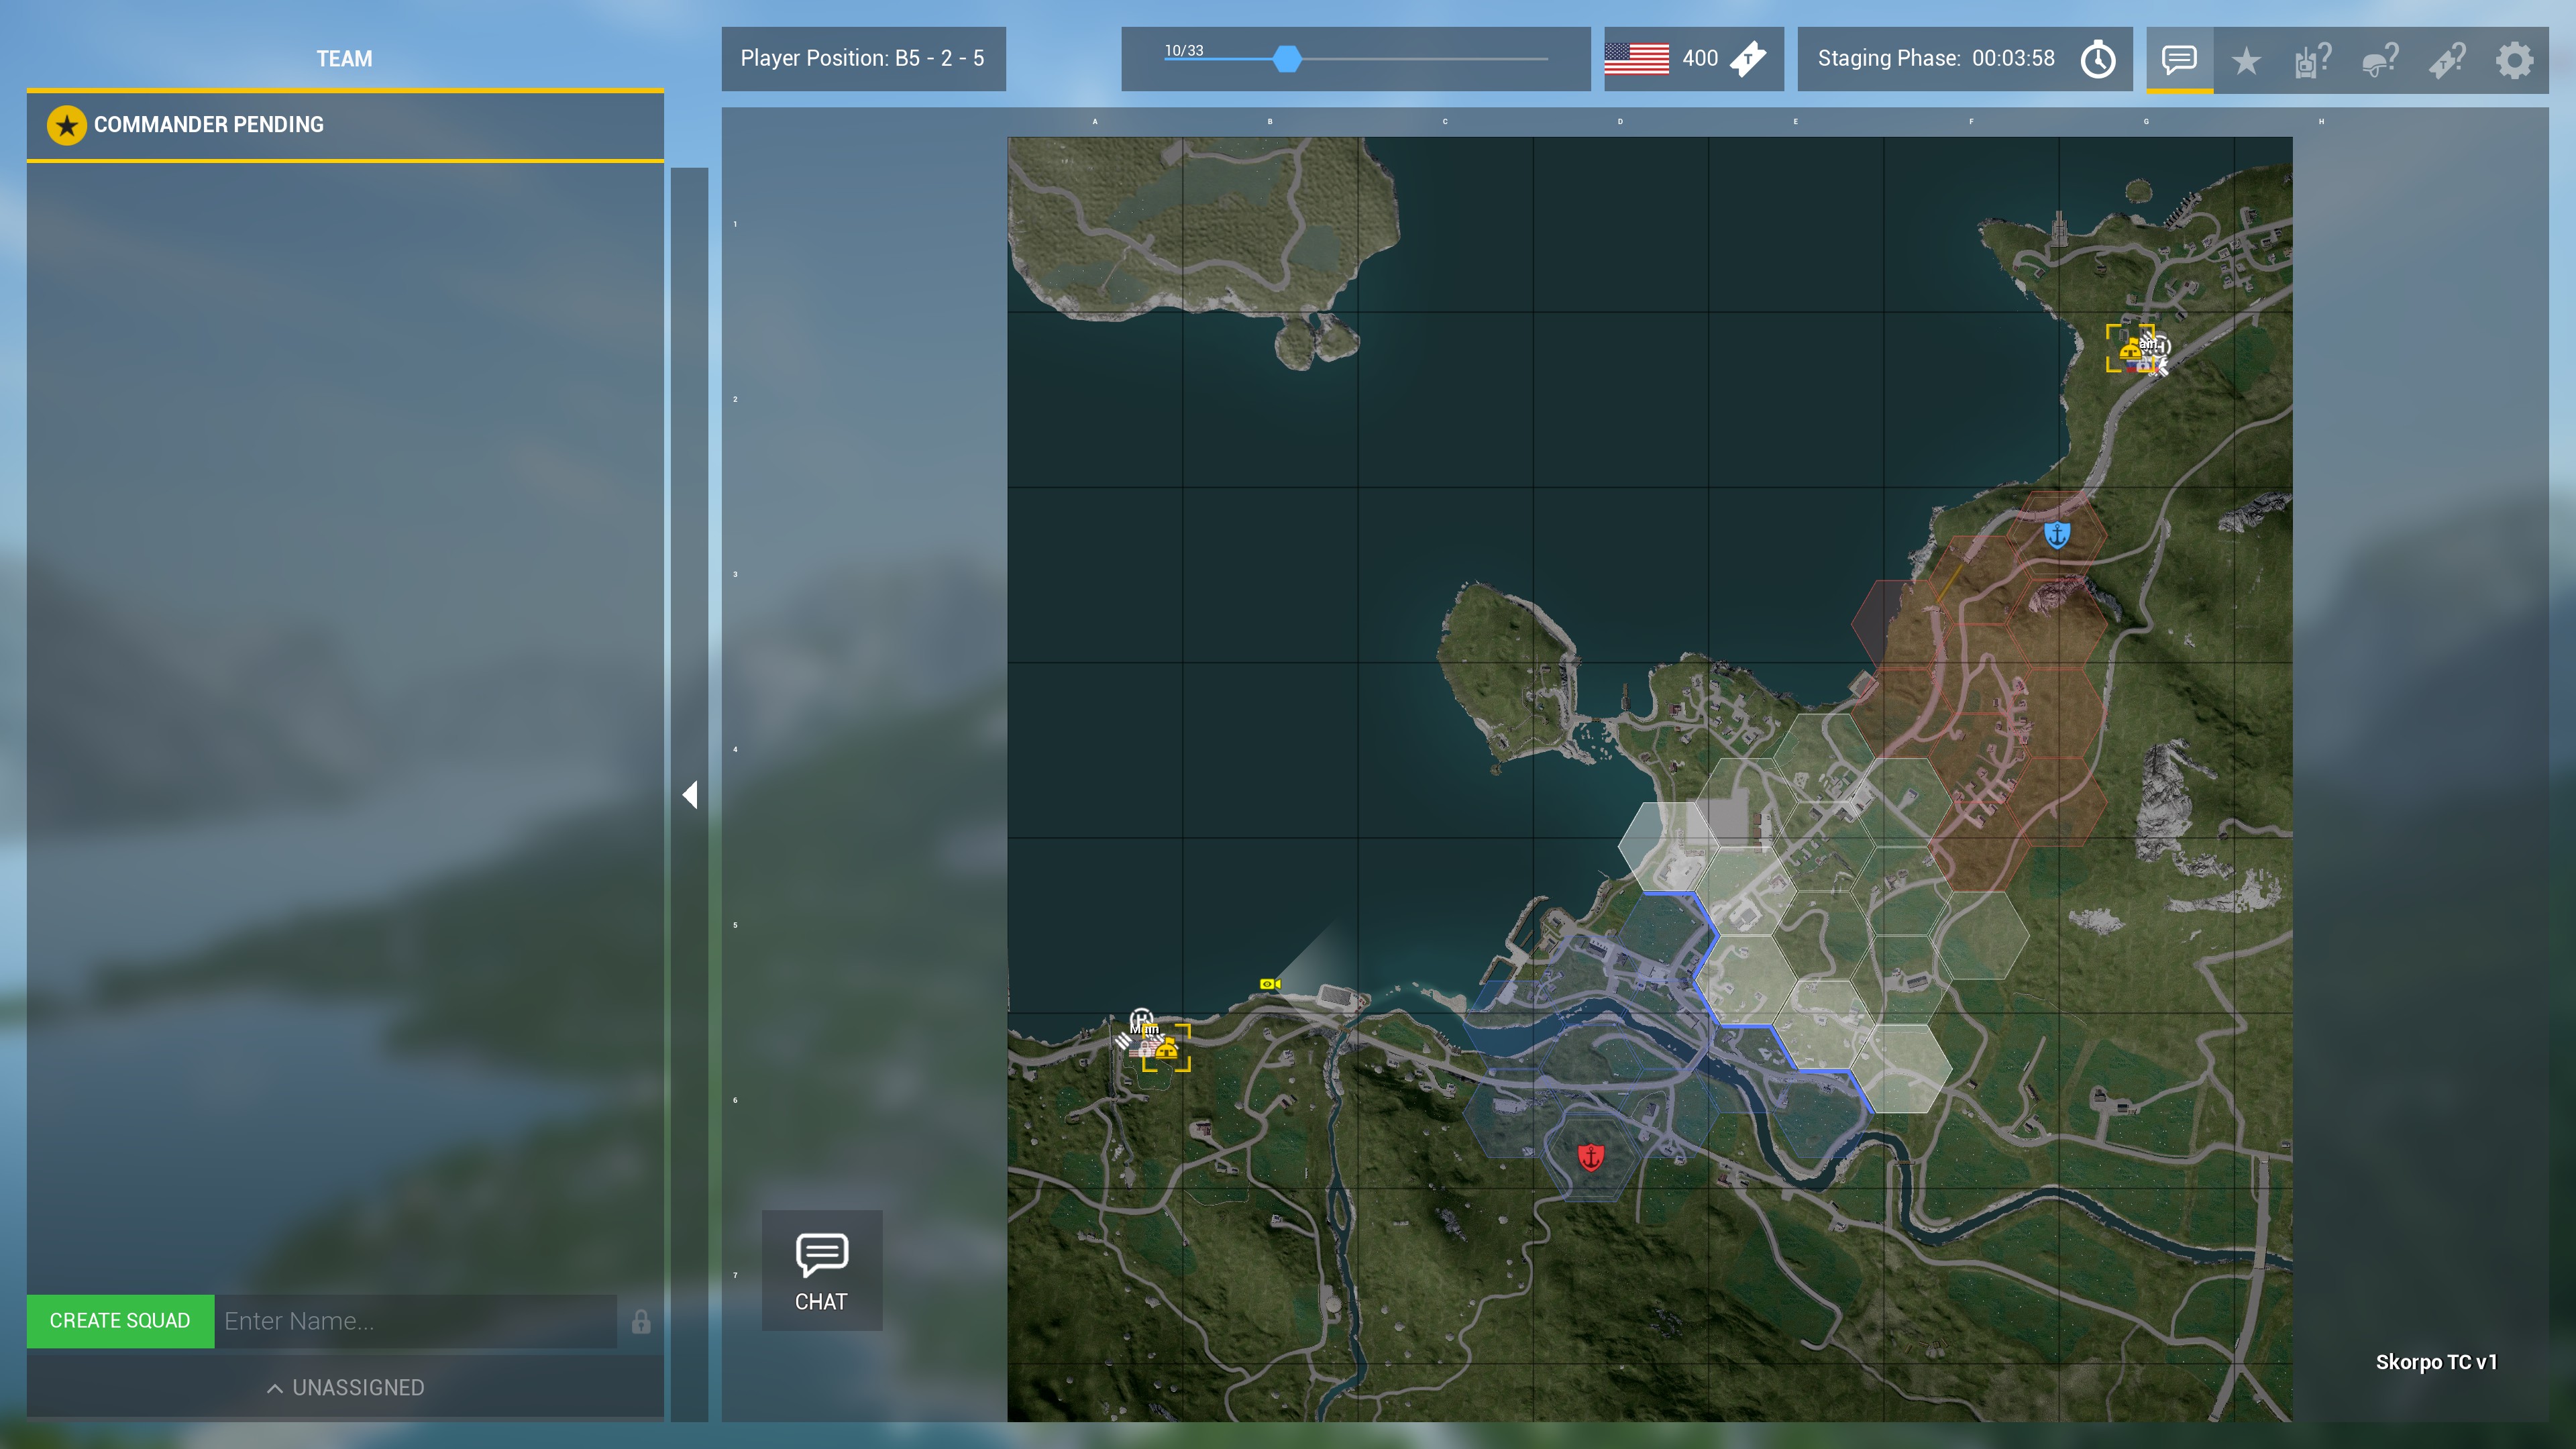 TEAM
Player Position: B5 - 2 - 5
10/33
400
Staging Phase: 00:03:58
COMMANDER PENDING
A B C D E F G H
1
2
3
4
5
6
7
Main
CHAT
CREATE SQUAD
Enter Name...
UNASSIGNED
Skorpo TC v1